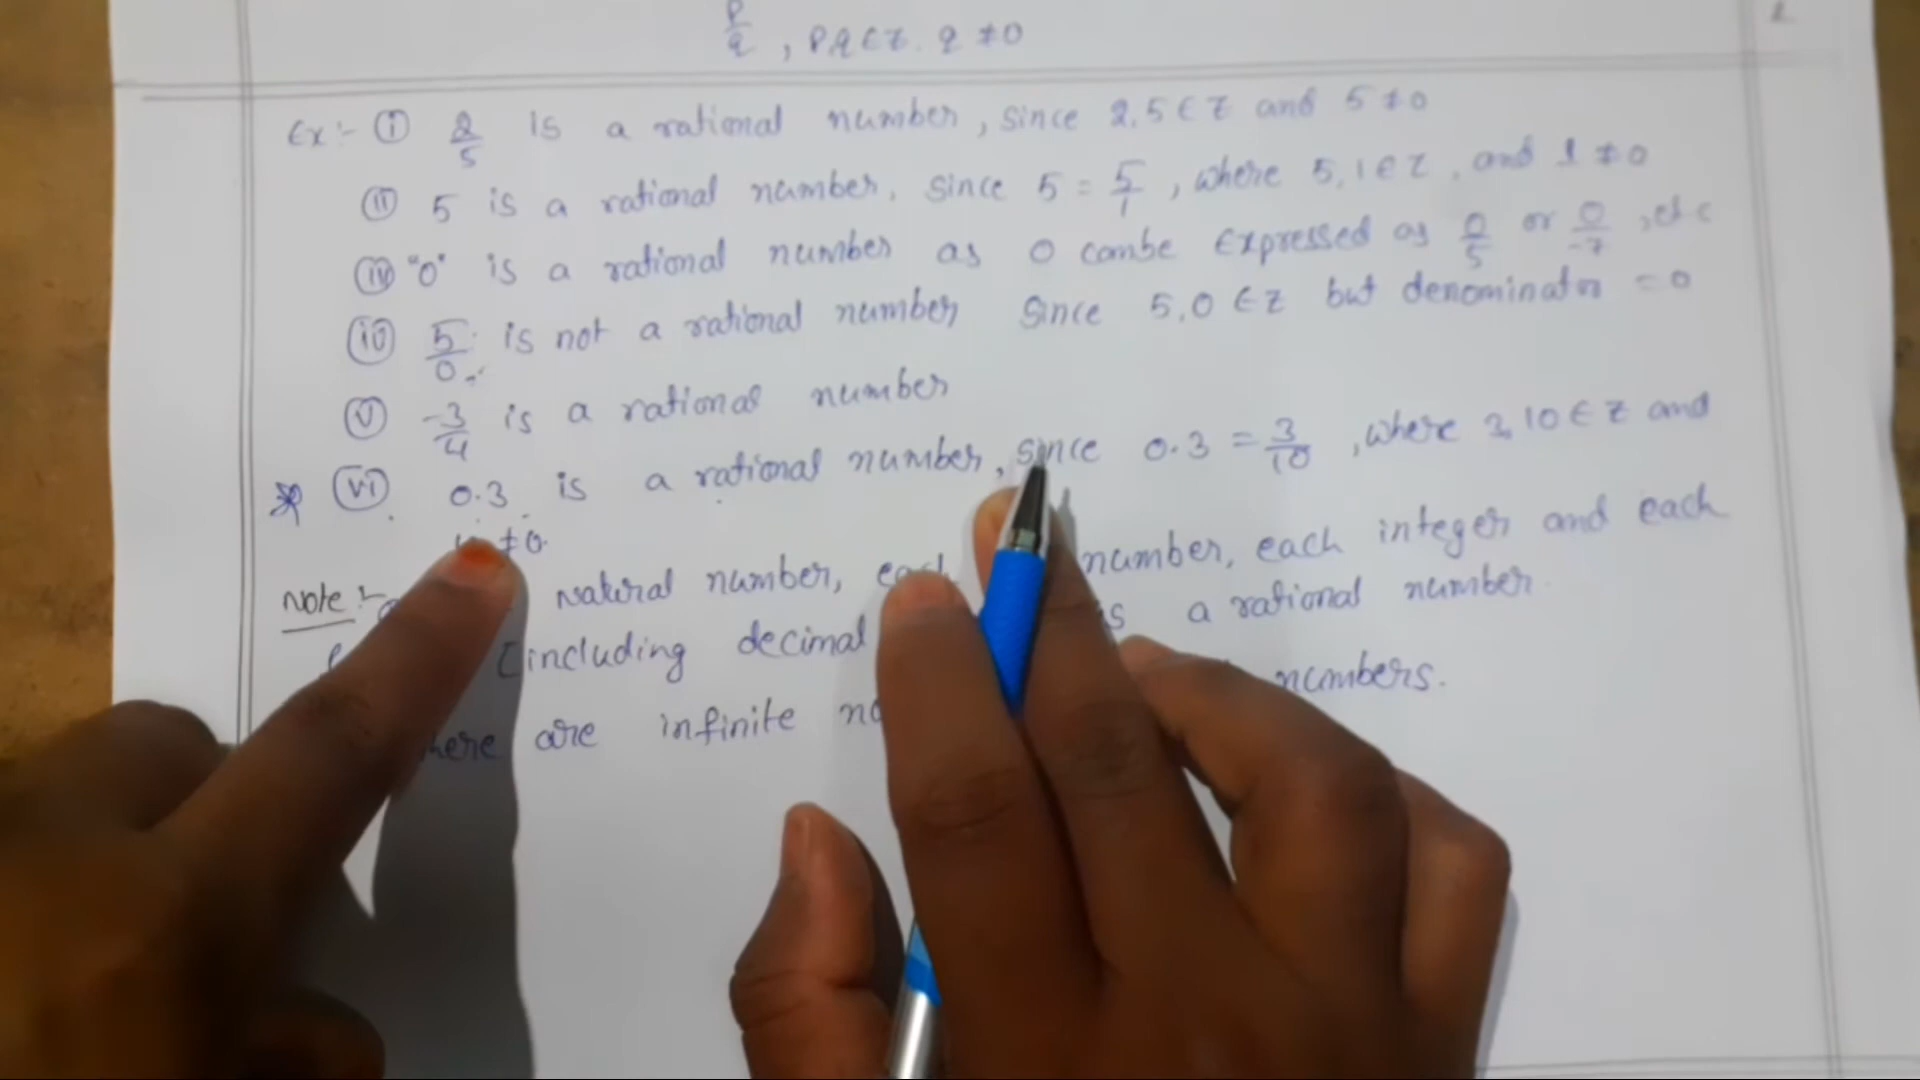 p/q , p,q ∈ Z. q ≠ 0
Ex:- (i) 2/5 is a rational number, since 2,5 ∈ Z and 5 ≠ 0
(ii) 5 is a rational number. since 5 = 5/1 , where 5,1 ∈ Z, and 1 ≠ 0
"0" is a rational number as 0 can be expressed as 0/5 or 0/-7 , etc
(iv) 5/0 is not a rational number since 5,0 ∈ Z but denominator = 0
(v) -3/4 is a rational number
* (vi) 0.3 is a rational number, since 0.3 = 3/10 , where 3,10 ∈ Z and
≠ 0.
Note :- natural number, each number, each integer and each
[including decimal a rational number.
are infinite numbers.